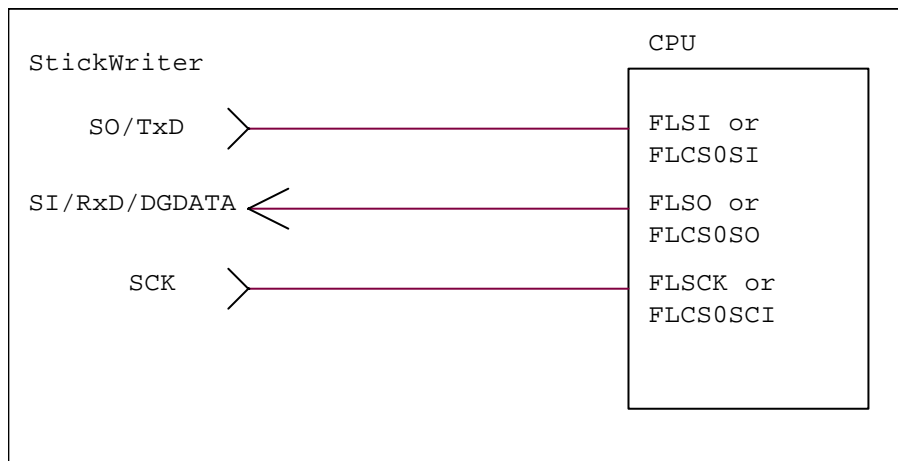 StickWriter
CPU
SO/TxD
FLSI or
FLCS0SI
SI/RxD/DGDATA
FLSO or
FLCS0SO
SCK
FLSCK or
FLCS0SCI